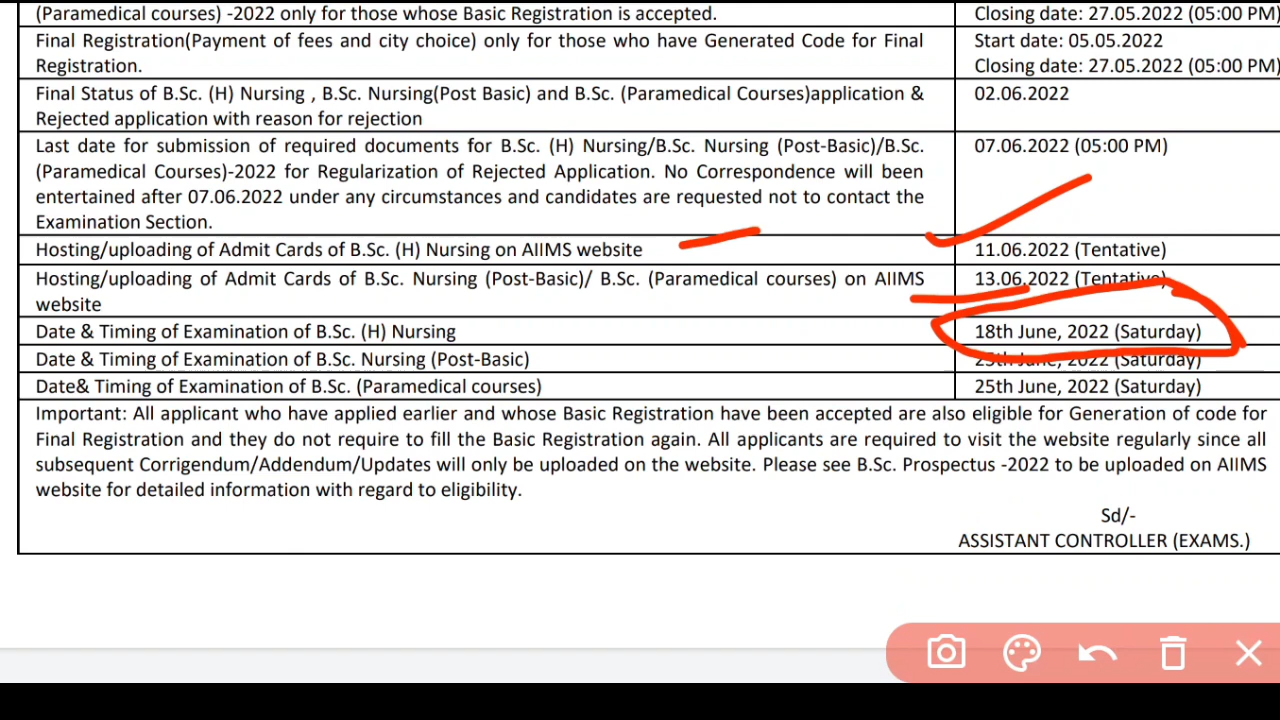 (Paramedical courses) -2022 only for those whose Basic Registration is accepted.
Closing date: 27.05.2022 (05:00 PM)
Final Registration(Payment of fees and city choice) only for those who have Generated Code for Final
Registration.
Start date: 05.05.2022
Closing date: 27.05.2022 (05:00 PM)
Final Status of B.Sc. (H) Nursing , B.Sc. Nursing(Post Basic) and B.Sc. (Paramedical Courses)application &
Rejected application with reason for rejection
02.06.2022
Last date for submission of required documents for B.Sc. (H) Nursing/B.Sc. Nursing (Post-Basic)/B.Sc.
(Paramedical Courses)-2022 for Regularization of Rejected Application. No Correspondence will been
entertained after 07.06.2022 under any circumstances and candidates are requested not to contact the
Examination Section.
07.06.2022 (05:00 PM)
Hosting/uploading of Admit Cards of B.Sc. (H) Nursing on AIIMS website
11.06.2022 (Tentative)
Hosting/uploading of Admit Cards of B.Sc. Nursing (Post-Basic)/ B.Sc. (Paramedical courses) on AIIMS
website
13.06.2022 (Tentative)
Date & Timing of Examination of B.Sc. (H) Nursing
18th June, 2022 (Saturday)
Date & Timing of Examination of B.Sc. Nursing (Post-Basic)
25th June, 2022 (Saturday)
Date& Timing of Examination of B.Sc. (Paramedical courses)
25th June, 2022 (Saturday)
Important: All applicant who have applied earlier and whose Basic Registration have been accepted are also eligible for Generation of code for
Final Registration and they do not require to fill the Basic Registration again. All applicants are required to visit the website regularly since all
subsequent Corrigendum/Addendum/Updates will only be uploaded on the website. Please see B.Sc. Prospectus -2022 to be uploaded on AIIMS
website for detailed information with regard to eligibility.
Sd/-
ASSISTANT CONTROLLER (EXAMS.)